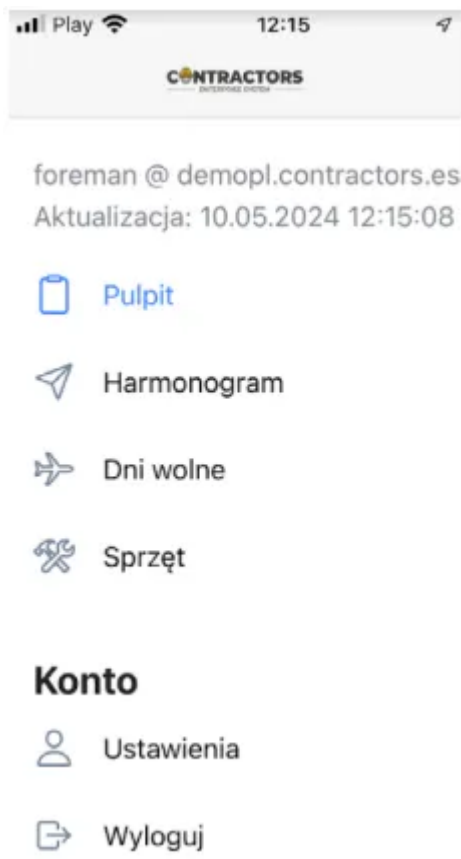 Play 12:15
CONTRACTORS
ENTERPRISE SYSTEM
foreman @ demopl.contractors.es
Aktualizacja: 10.05.2024 12:15:08
Pulpit
Harmonogram
Dni wolne
Sprzęt
Konto
Ustawienia
Wyloguj